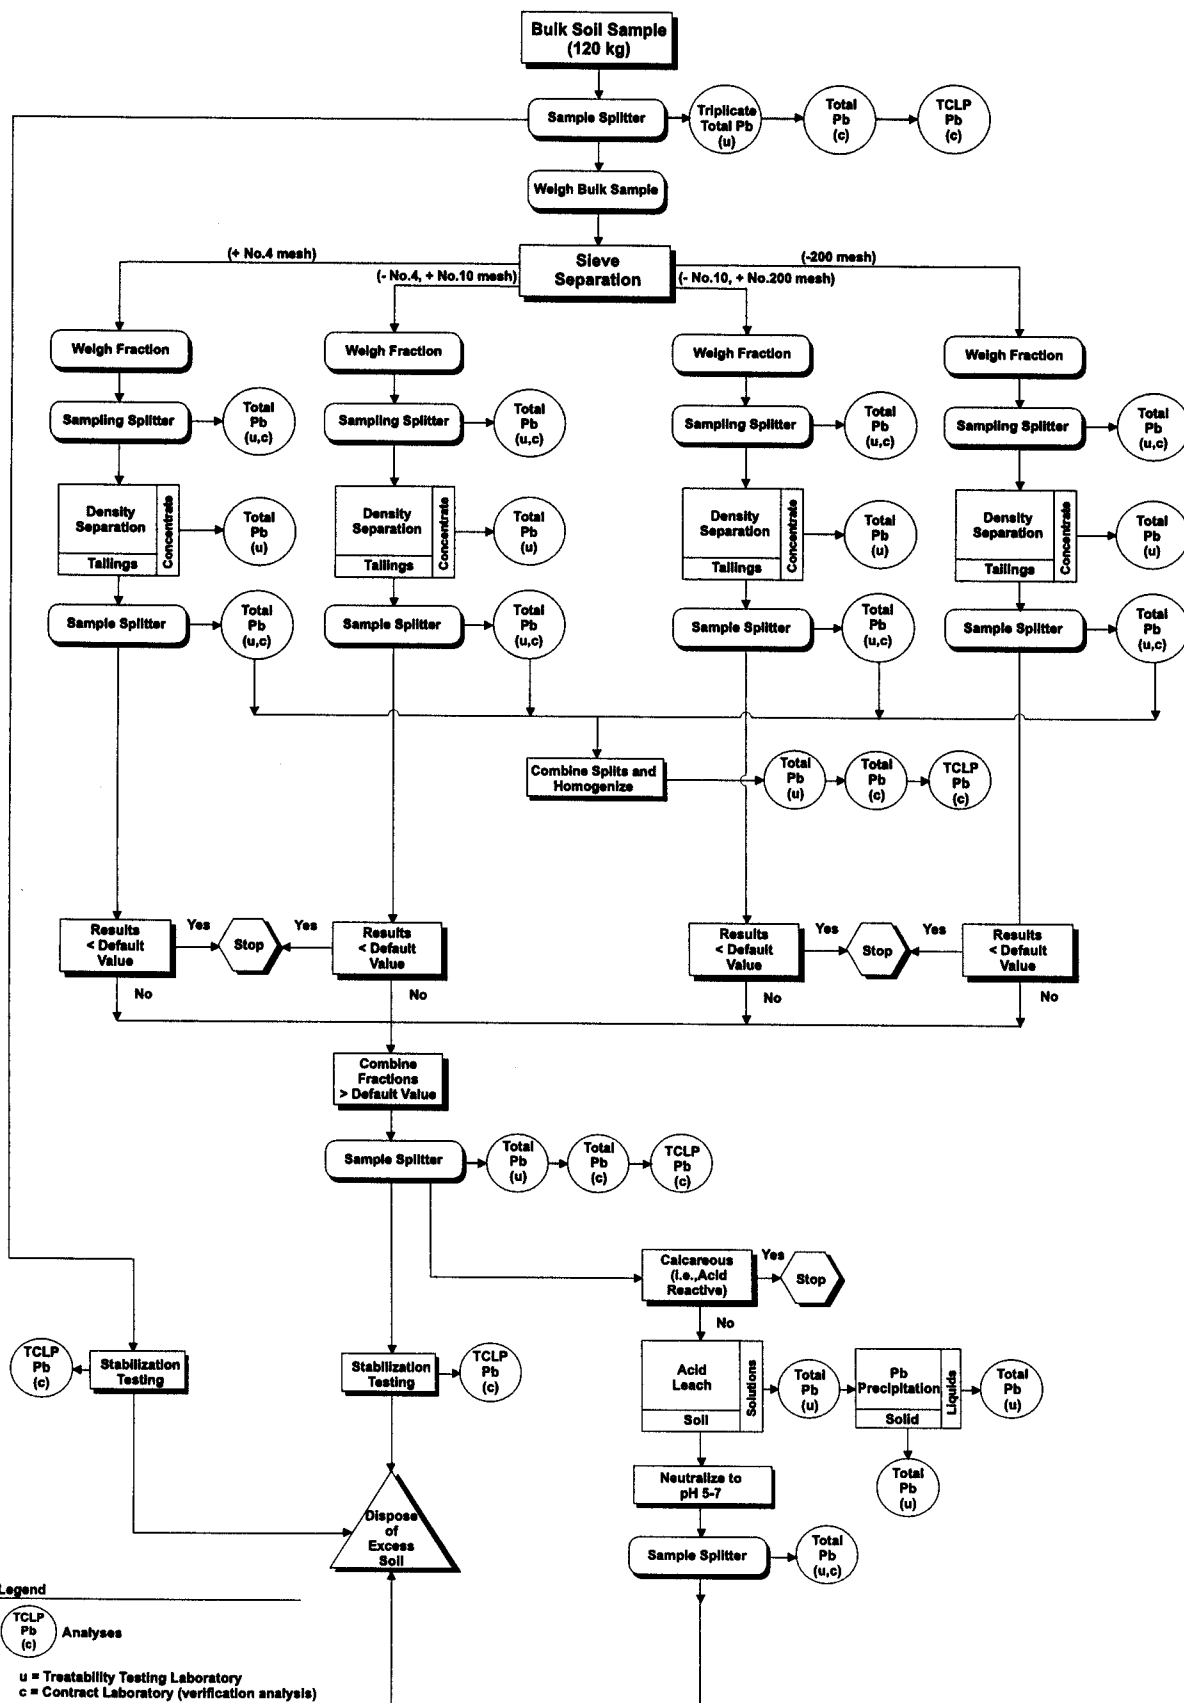 Bulk Soil Sample
(120 kg)
Sample Splitter
Triplicate
Total Pb
(u)
Total
Pb
(c)
TCLP
Pb
(c)
Weigh Bulk Sample
Sieve
Separation
(+ No.4 mesh)
(- No.4, + No.10 mesh)
(-200 mesh)
(- No.10, + No.200 mesh)
Weigh Fraction
Weigh Fraction
Weigh Fraction
Weigh Fraction
Sampling Splitter
Total
Pb
(u,c)
Sampling Splitter
Total
Pb
(u,c)
Sampling Splitter
Total
Pb
(u,c)
Sampling Splitter
Total
Pb
(u,c)
Density
Separation
Tailings
Concentrate
Total
Pb
(u)
Density
Separation
Tailings
Concentrate
Total
Pb
(u)
Density
Separation
Tailings
Concentrate
Total
Pb
(u)
Density
Separation
Tailings
Concentrate
Total
Pb
(u)
Sample Splitter
Total
Pb
(u,c)
Sample Splitter
Total
Pb
(u,c)
Sample Splitter
Total
Pb
(u,c)
Sample Splitter
Total
Pb
(u,c)
Combine Splits and
Homogenize
Total
Pb
(u)
Total
Pb
(c)
TCLP
Pb
(c)
Results
< Default
Value
Yes
Stop
Yes
Results
< Default
Value
Results
< Default
Value
Yes
Stop
Yes
Results
< Default
Value
No
No
No
No
Combine
Fractions
> Default Value
Sample Splitter
Total
Pb
(u)
Total
Pb
(c)
TCLP
Pb
(c)
Calcareous
(i.e.,Acid
Reactive)
Yes
Stop
No
TCLP
Pb
(c)
Stabilization
Testing
Stabilization
Testing
TCLP
Pb
(c)
Acid
Leach
Soil
Solutions
Total
Pb
(u)
Pb
Precipitation
Solid
Liquids
Total
Pb
(u)
Total
Pb
(u)
Neutralize to
pH 5-7
Dispose
of
Excess
Soil
Sample Splitter
Total
Pb
(u,c)
Legend
TCLP
Pb
(c)
Analyses
u = Treatability Testing Laboratory
c = Contract Laboratory (verification analysis)